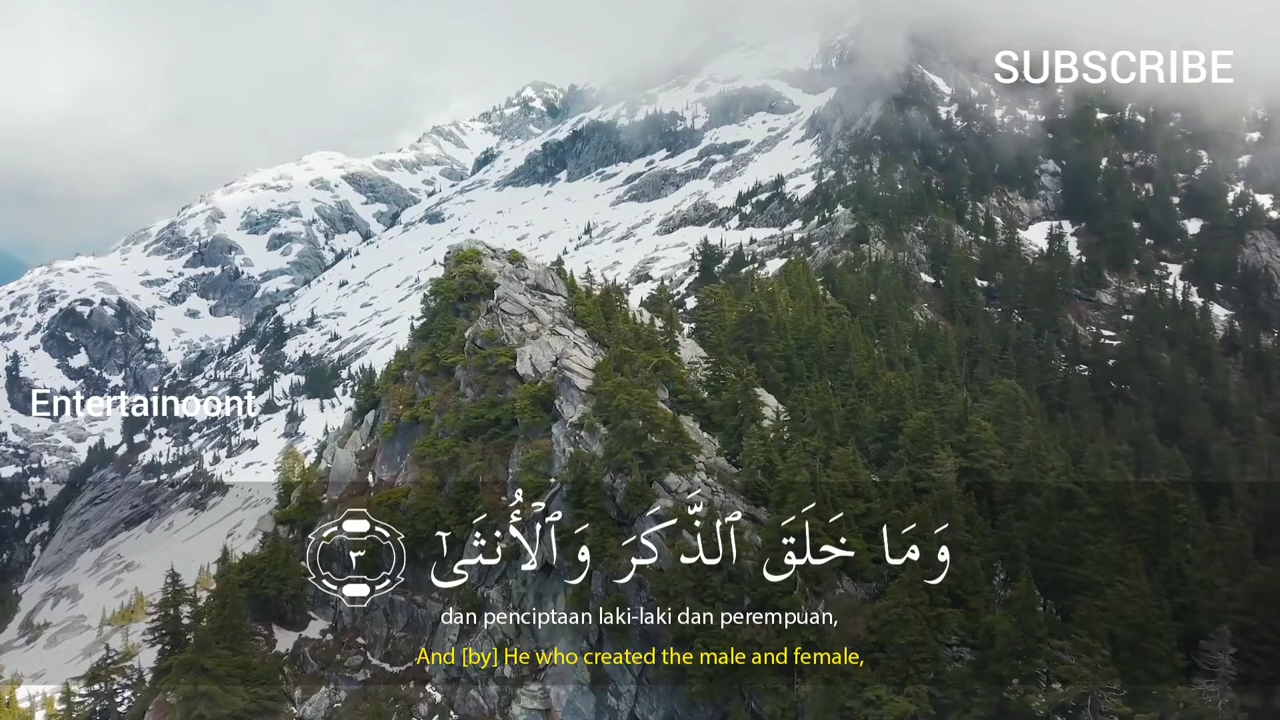 SUBSCRIBE
Entertainoont
وَمَا خَلَقَ ٱلذَّكَرَ وَٱلْأُنثَىٰٓ ٣
dan penciptaan laki-laki dan perempuan,
And [by] He who created the male and female,